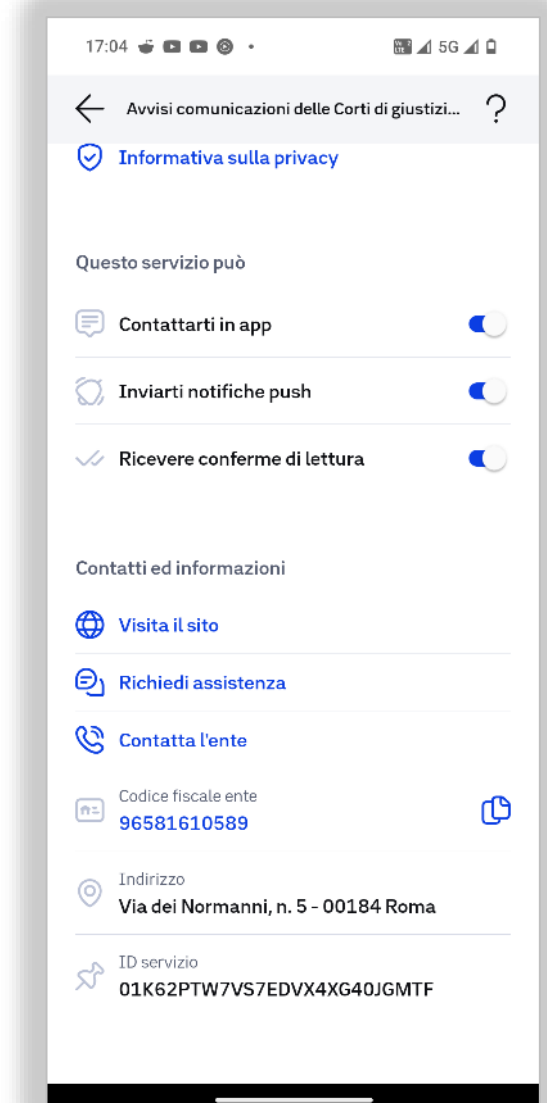 17:04
5G
Avvisi comunicazioni delle Corti di giustizi...
Informativa sulla privacy
Questo servizio può
Contattarti in app
Inviarti notifiche push
Ricevere conferme di lettura
Contatti ed informazioni
Visita il sito
Richiedi assistenza
Contatta l'ente
Codice fiscale ente
96581610589
Indirizzo
Via dei Normanni, n. 5 - 00184 Roma
ID servizio
01K62PTW7VS7EDVX4XG40JGMTF